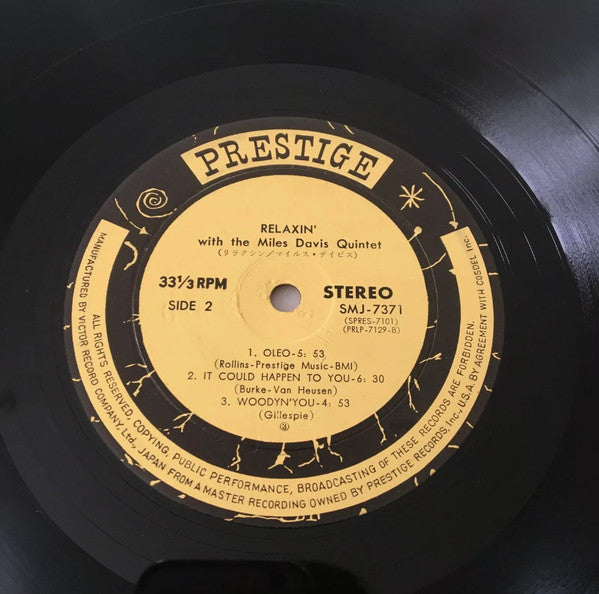 PRESTIGE
RELAXIN'
with the Miles Davis Quintet
(リラクシン/マイルス・デイビス)
33 1/3 RPM
STEREO
SIDE 2
SMJ-7371
(SPRES-7101)
(PRLP-7129-B)
1. OLEO-5: 53
(Rollins-Prestige Music-BMI)
2. IT COULD HAPPEN TO YOU-6: 30
(Burke-Van Heusen)
3. WOODYN'YOU-4: 53
(Gillespie)
ALL RIGHTS RESERVED, COPYING, PUBLIC PERFORMANCE, BROADCASTING OF THESE RECORDS ARE FORBIDDEN.
MANUFACTURED BY VICTOR RECORD COMPANY, Ltd., JAPAN FROM A MASTER RECORDING OWNED BY PRESTIGE RECORDS, Inc., U.S.A. BY AGREEMENT WITH COSDEL Inc.